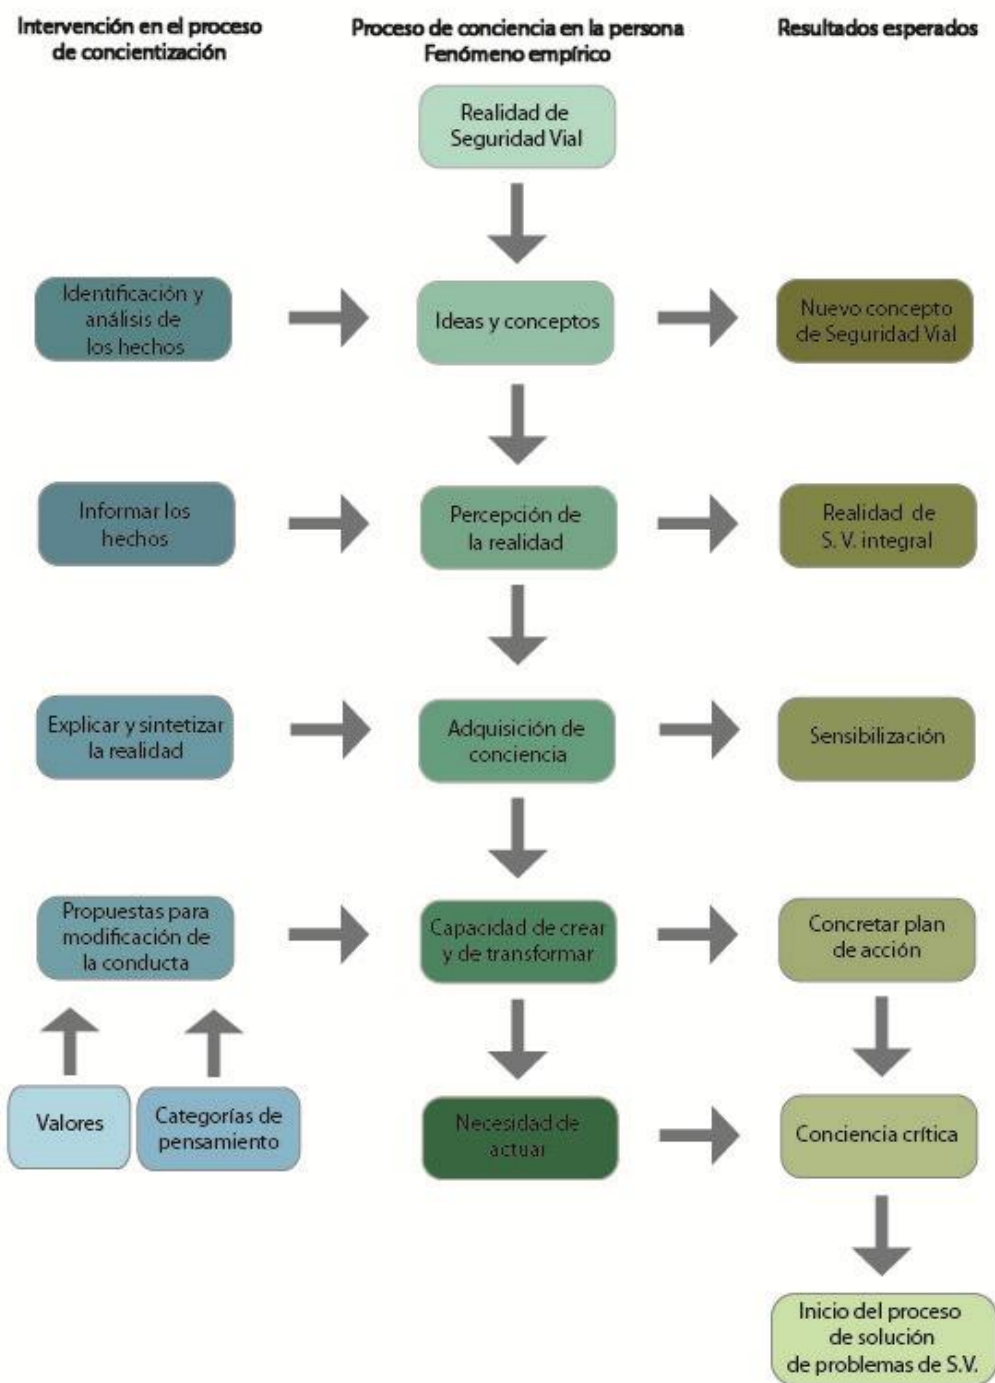 Intervención en el proceso
de concientización
Proceso de conciencia en la persona
Fenómeno empírico
Resultados esperados
Realidad de
Seguridad Vial
Identificación y
análisis de
los hechos
Ideas y conceptos
Nuevo concepto
de Seguridad Vial
Informar los
hechos
Percepción de
la realidad
Realidad de
S. V. integral
Explicar y sintetizar
la realidad
Adquisición de
conciencia
Sensibilización
Propuestas para
modificación de
la conducta
Capacidad de crear
y de transformar
Concretar plan
de acción
Valores
Categorías de
pensamiento
Necesidad de
actuar
Conciencia crítica
Inicio del proceso
de solución
de problemas de S.V.